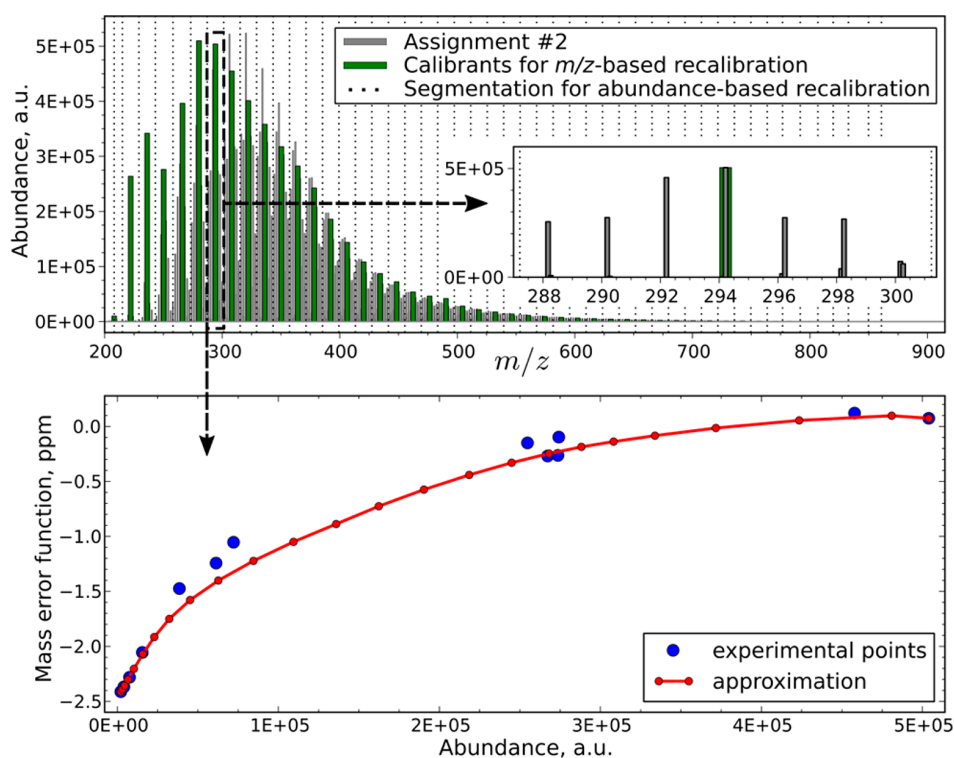 5E+05
4E+05
3E+05
2E+05
1E+05
0E+00
Abundance, a.u.
Assignment #2
Calibrants for m/z-based recalibration
Segmentation for abundance-based recalibration
5E+05
0E+00
288 290 292 294 296 298 300
200 300 400 500 600 700 800 900
m/z
0.0
−0.5
−1.0
−1.5
−2.0
−2.5
Mass error function, ppm
experimental points
approximation
0E+00 1E+05 2E+05 3E+05 4E+05 5E+05
Abundance, a.u.